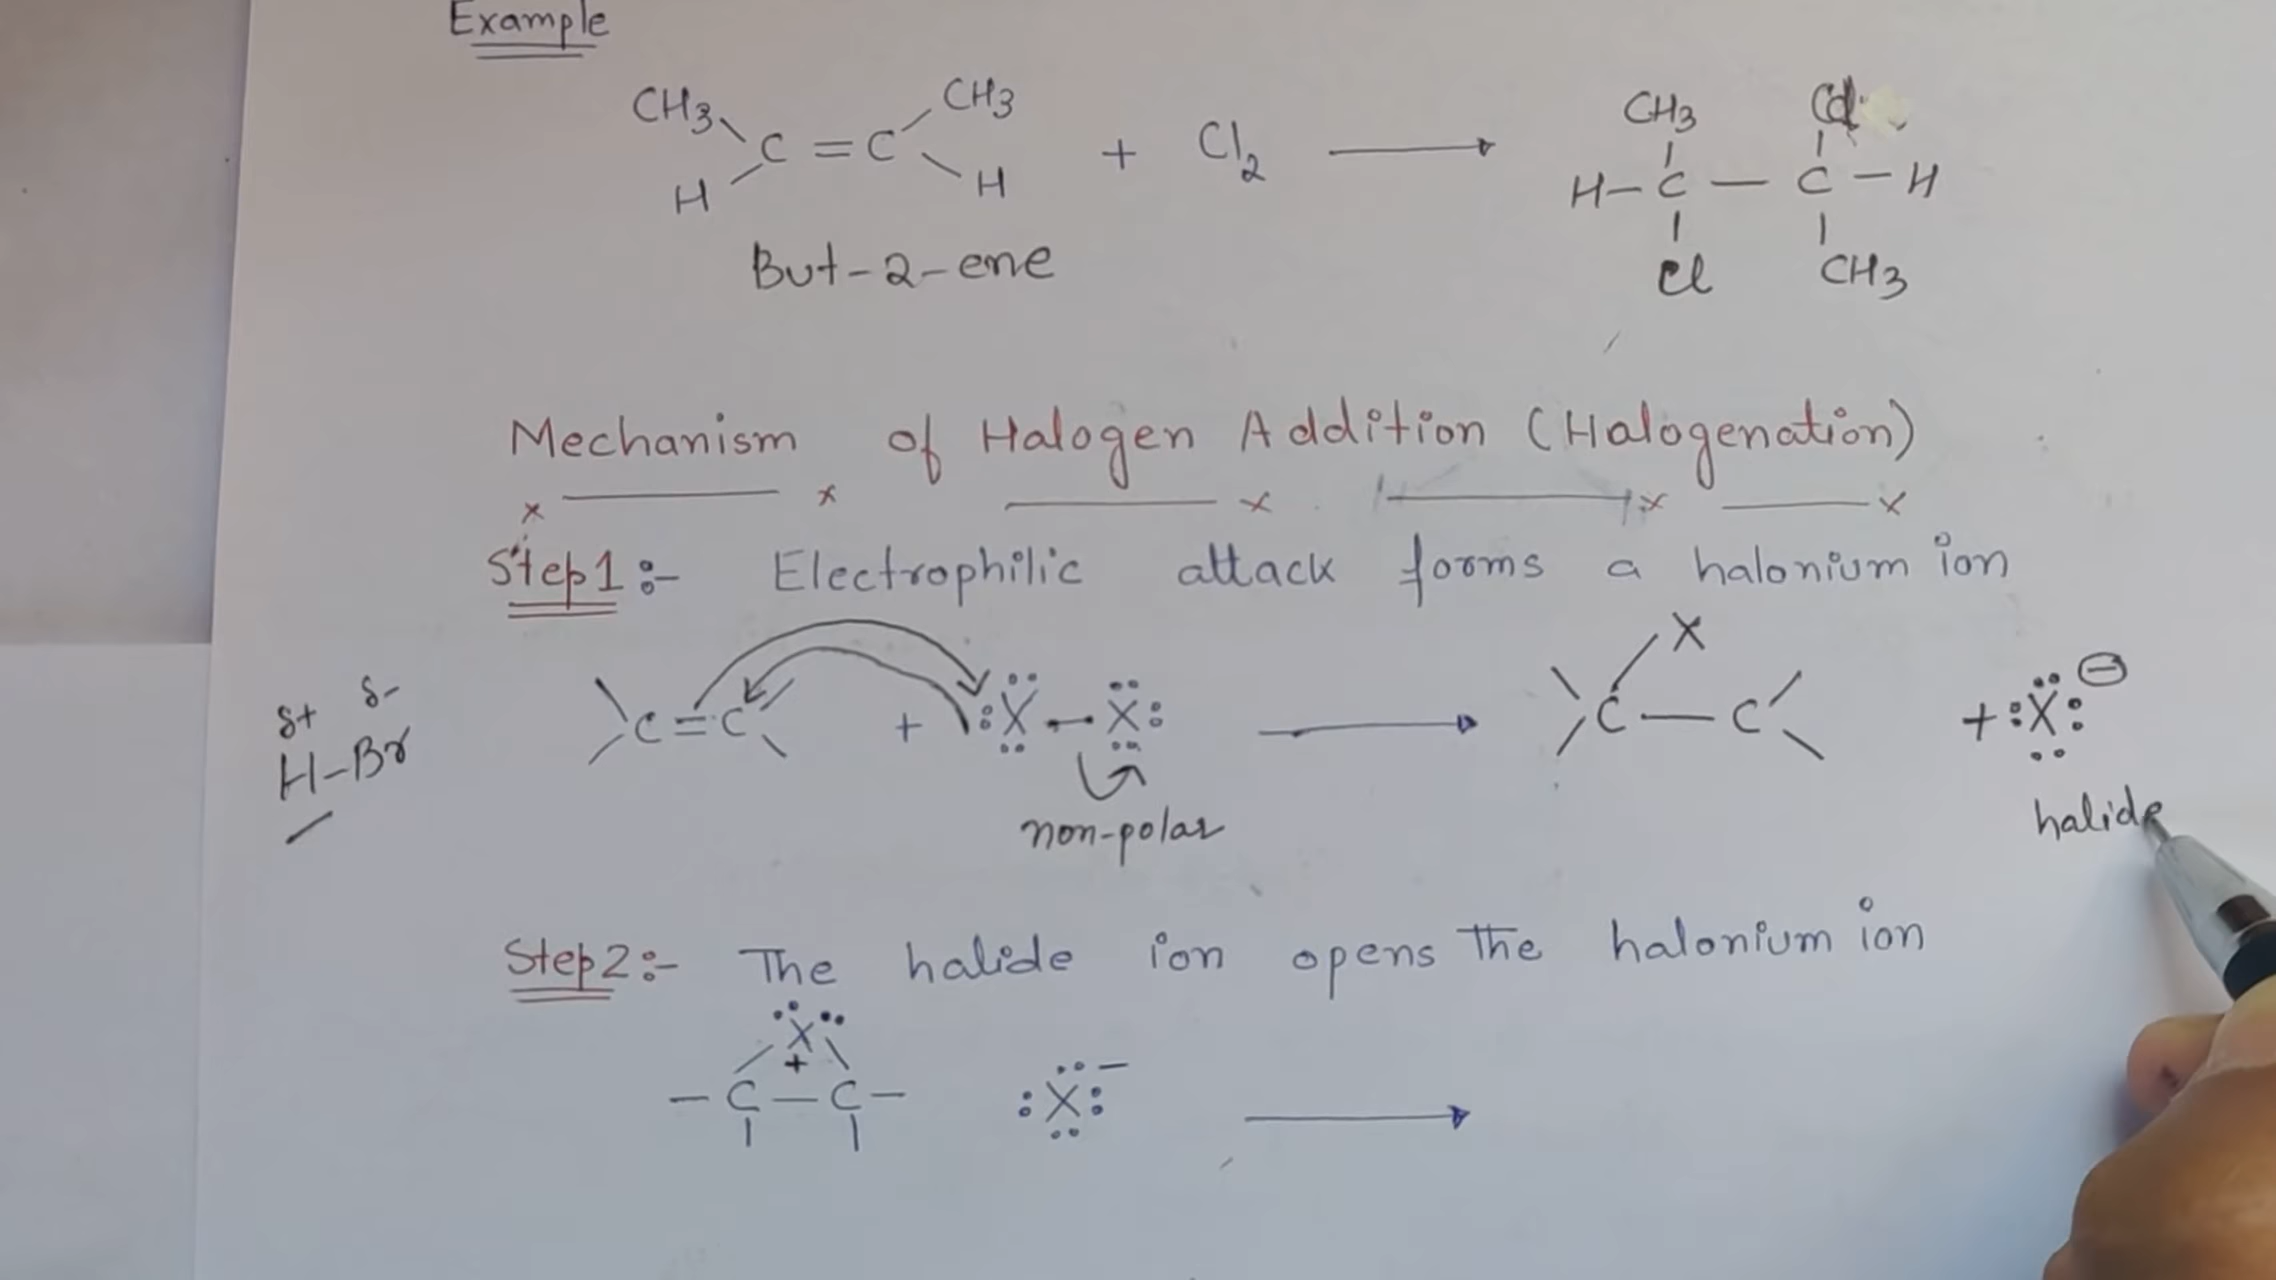 Example
CH3 CH3 CH3 Cl
C = C + Cl2 H-C-C-H
H H
But-2-ene Cl CH3
Mechanism of Halogen Addition (Halogenation)
x x x x x
Step1:- Electrophilic attack forms a halonium ion
δ+ δ- X
H-Br C=C + :X-X: C-C +:X: -
non-polar halide
Step2:- The halide ion opens The halonium ion
X
+ -
-C-C- :X: